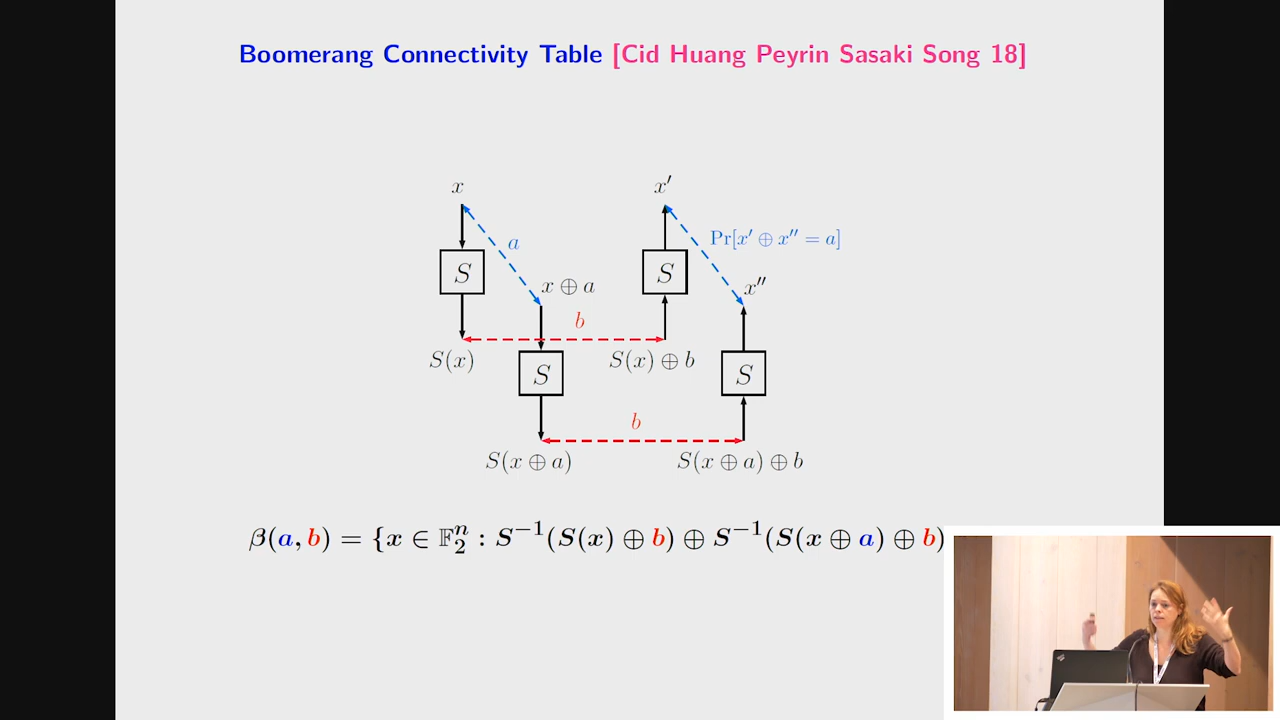 Boomerang Connectivity Table [Cid Huang Peyrin Sasaki Song 18]
x
x′
a
Pr[x′ ⊕ x″ = a]
S
S
x ⊕ a
x″
b
S(x)
S(x) ⊕ b
S
S
b
S(x ⊕ a)
S(x ⊕ a) ⊕ b
β(a, b) = {x ∈ 𝔽₂ⁿ : S⁻¹(S(x) ⊕ b) ⊕ S⁻¹(S(x ⊕ a) ⊕ b)